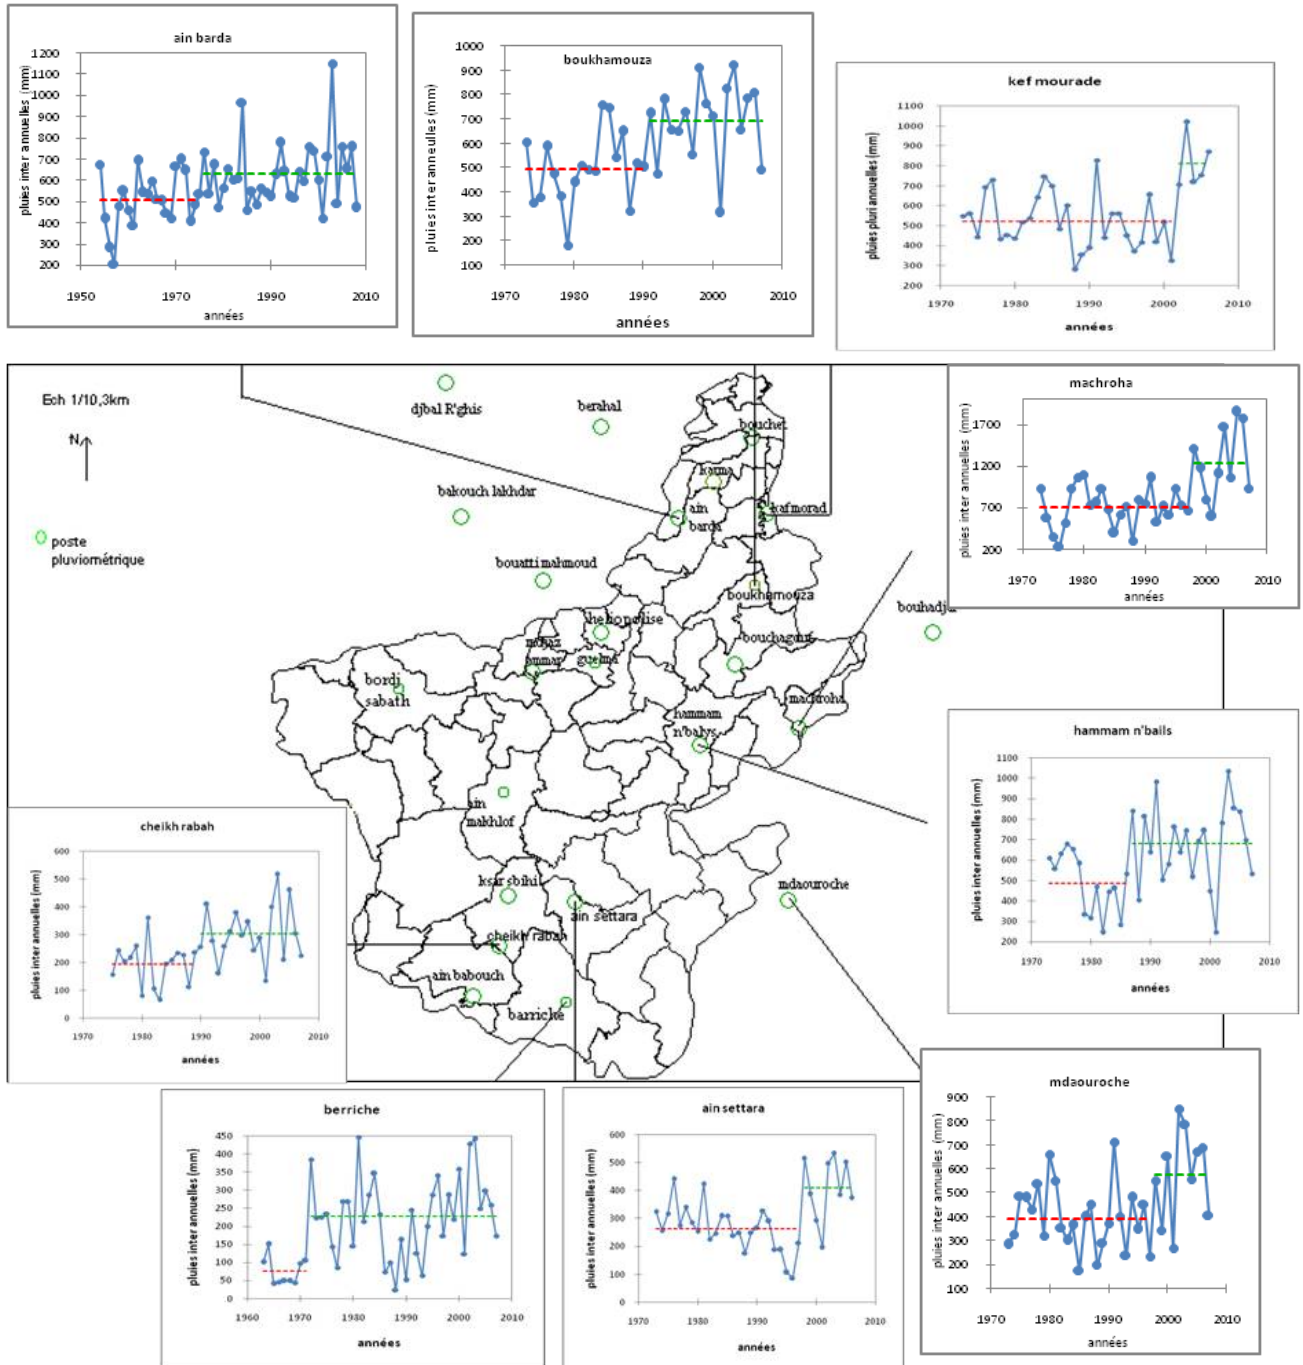 ain barda
pluies inter annuelles (mm)
1200
1100
1000
900
800
700
600
500
400
300
200
1950
1970
1990
2010
années
boukhamouza
pluies inter anneulles (mm)
1000
900
800
700
600
500
400
300
200
100
1970
1980
1990
2000
2010
années
kef mourade
pluies pluri annuelles (mm)
1100
1000
900
800
700
600
500
400
300
200
1970
1980
1990
2000
2010
années
machroha
pluies inter annuelles (mm)
1700
1200
700
200
1970
1980
1990
2000
2010
années
Ech 1/10,3km
N
poste
pluviométrique
djbal R'ghis
berahal
bouchet
karma
bakouch lakhdar
ain
barda
kafmorad
bouatti mahmoud
boukhamouza
bouhadja
heliopolise
mdjaz
ammar
guelma
bouchagouf
bordj
sabath
machroha
hammam
n'balys
ain
makhlof
ksar sbihi
ain settara
mdaouroche
cheikh rabah
ain babouch
barriche
hammam n'bails
pluies inter annuelles (mm)
1100
1000
900
800
700
600
500
400
300
200
1970
1980
1990
2000
2010
années
cheikh rabah
pluies inter annuelles (mm)
600
500
400
300
200
100
0
1970
1980
1990
2000
2010
années
berriche
pluies inter annuelles (mm)
450
400
350
300
250
200
150
100
50
0
1960
1970
1980
1990
2000
2010
années
ain settara
pluies inter annuelles (mm)
600
500
400
300
200
100
0
1970
1980
1990
2000
2010
années
mdaouroche
pluies inter annuelles (mm)
900
800
700
600
500
400
300
200
100
1970
1980
1990
2000
2010
années